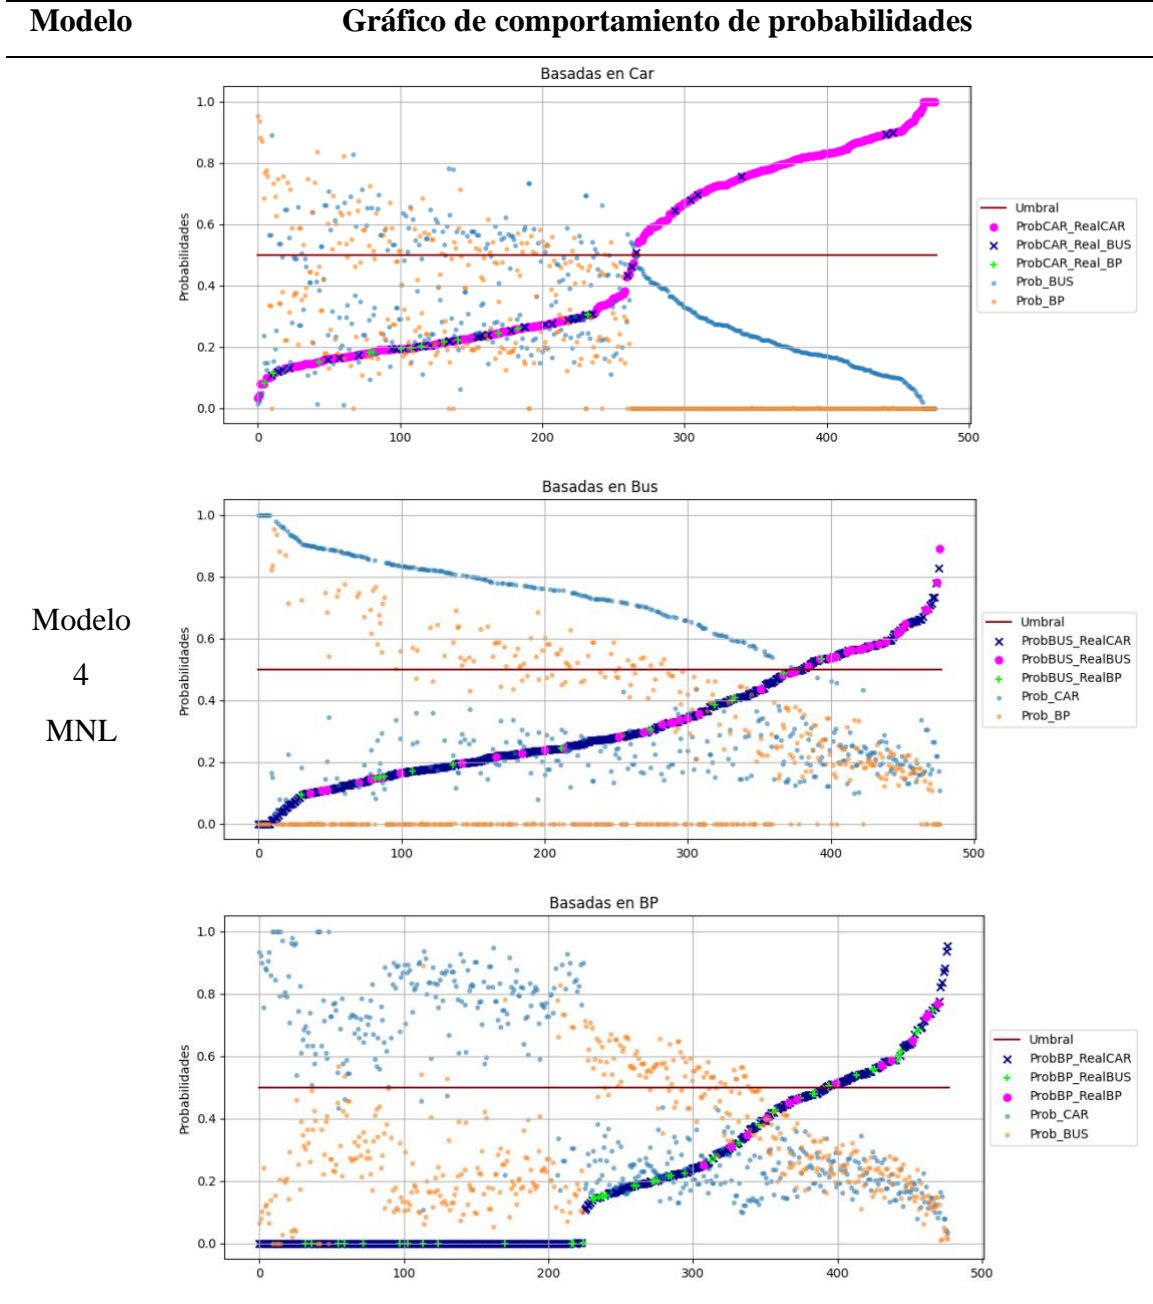 Modelo Gráfico de comportamiento de probabilidades
Basadas en Car
Probabilidades
1.0
0.8
0.6
0.4
0.2
0.0
0 100 200 300 400 500
Umbral
ProbCAR_RealCAR
ProbCAR_Real_BUS
ProbCAR_Real_BP
Prob_BUS
Prob_BP
Modelo
4
MNL
Basadas en Bus
Probabilidades
1.0
0.8
0.6
0.4
0.2
0.0
0 100 200 300 400 500
Umbral
ProbBUS_RealCAR
ProbBUS_RealBUS
ProbBUS_RealBP
Prob_CAR
Prob_BP
Basadas en BP
Probabilidades
1.0
0.8
0.6
0.4
0.2
0.0
0 100 200 300 400 500
Umbral
ProbBP_RealCAR
ProbBP_RealBUS
ProbBP_RealBP
Prob_CAR
Prob_BUS